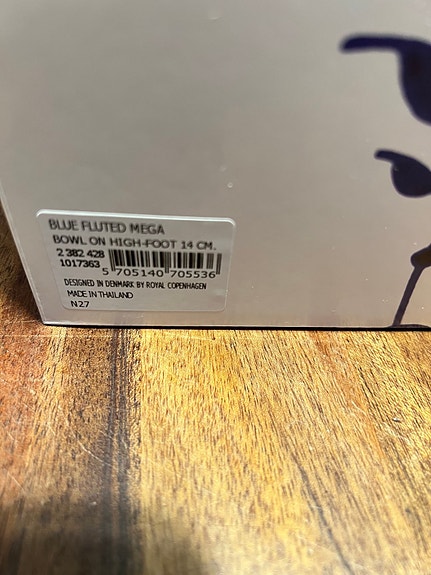 BLUE FLUTED MEGA
BOWL ON HIGH-FOOT 14 CM.
2 382 428
1017363
5 705140 705536
DESIGNED IN DENMARK BY ROYAL COPENHAGEN
MADE IN THAILAND
N27